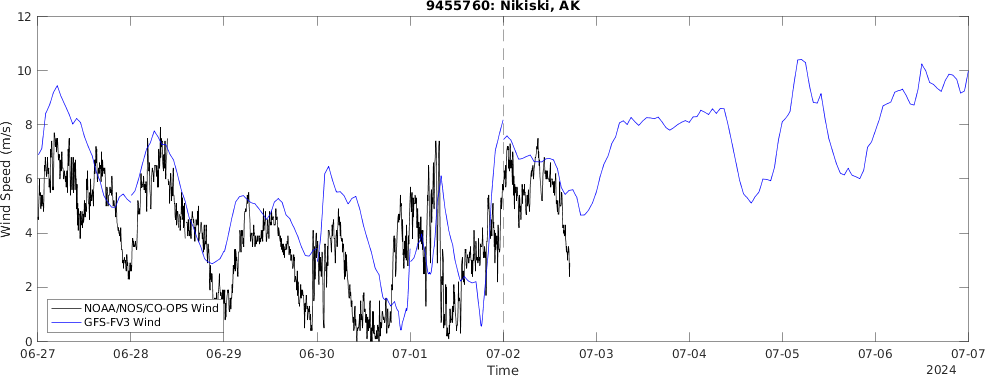 9455760: Nikiski, AK
Wind Speed (m/s)
12
10
8
6
4
2
0
NOAA/NOS/CO-OPS Wind
GFS-FV3 Wind
06-27 06-28 06-29 06-30 07-01 07-02 07-03 07-04 07-05 07-06 07-07
Time
2024